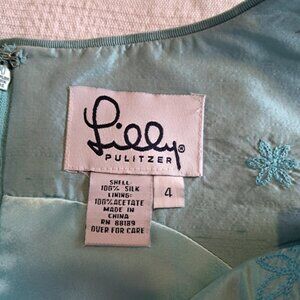 Lilly®
PULITZER
SHELL:
100% SILK
LINING:
100% ACETATE
MADE IN
CHINA
RN 88189
OVER FOR CARE
4